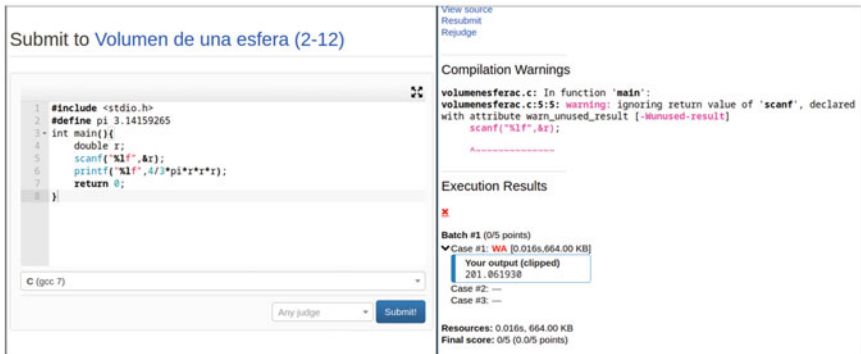 Submit to Volumen de una esfera (2-12)
1 #include <stdio.h>
2 #define pi 3.14159265
3 int main(){
4 double r;
5 scanf("%lf",&r);
6 printf("%lf",4/3*pi*r*r*r);
7 return 0;
8 }
C (gcc 7)
Any judge
Submit!
View source
Resubmit
Rejudge
Compilation Warnings
volumenesferac.c: In function 'main':
volumenesferac.c:5:5: warning: ignoring return value of 'scanf', declared
with attribute warn_unused_result [-Wunused-result]
scanf("%lf",&r);
^~~~~~~~~~~~~~~
Execution Results
Batch #1 (0/5 points)
Case #1: WA [0.016s,664.00 KB]
Your output (clipped)
201.061930
Case #2: —
Case #3: —
Resources: 0.016s, 664.00 KB
Final score: 0/5 (0.0/5 points)